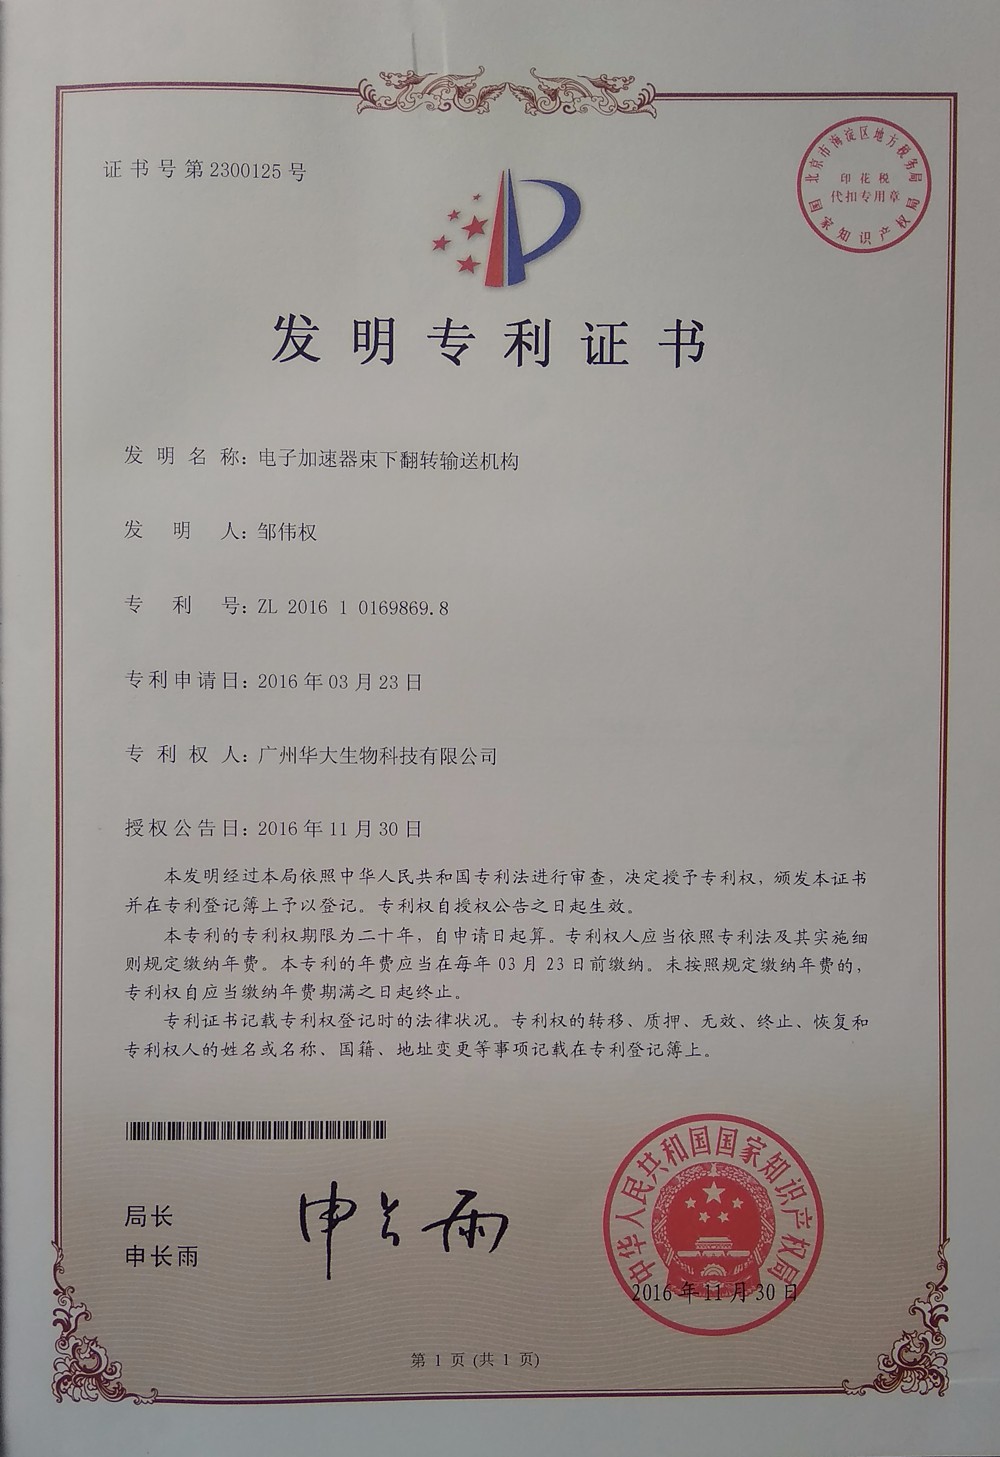 证书号第2300125号
北京市海淀区地方税务局
印花税
代扣专用章
国家知识产权局
发明专利证书
发明名称：电子加速器束下翻转输送机构
发明人：邹伟权
专利号：ZL 2016 1 0169869.8
专利申请日：2016年03月23日
专利权人：广州华大生物科技有限公司
授权公告日：2016年11月30日
本发明经过本局依照中华人民共和国专利法进行审查，决定授予专利权，颁发本证书
并在专利登记簿上予以登记。专利权自授权公告之日起生效。
本专利的专利权期限为二十年，自申请日起算。专利权人应当依照专利法及其实施细
则规定缴纳年费。本专利的年费应当在每年03月23日前缴纳。未按照规定缴纳年费的，
专利权自应当缴纳年费期满之日起终止。
专利证书记载专利权登记时的法律状况。专利权的转移、质押、无效、终止、恢复和
专利权人的姓名或名称、国籍、地址变更等事项记载在专利登记簿上。
局长
申长雨
申长雨
中华人民共和国国家知识产权局
2016年11月30日
第 1 页 (共 1 页)